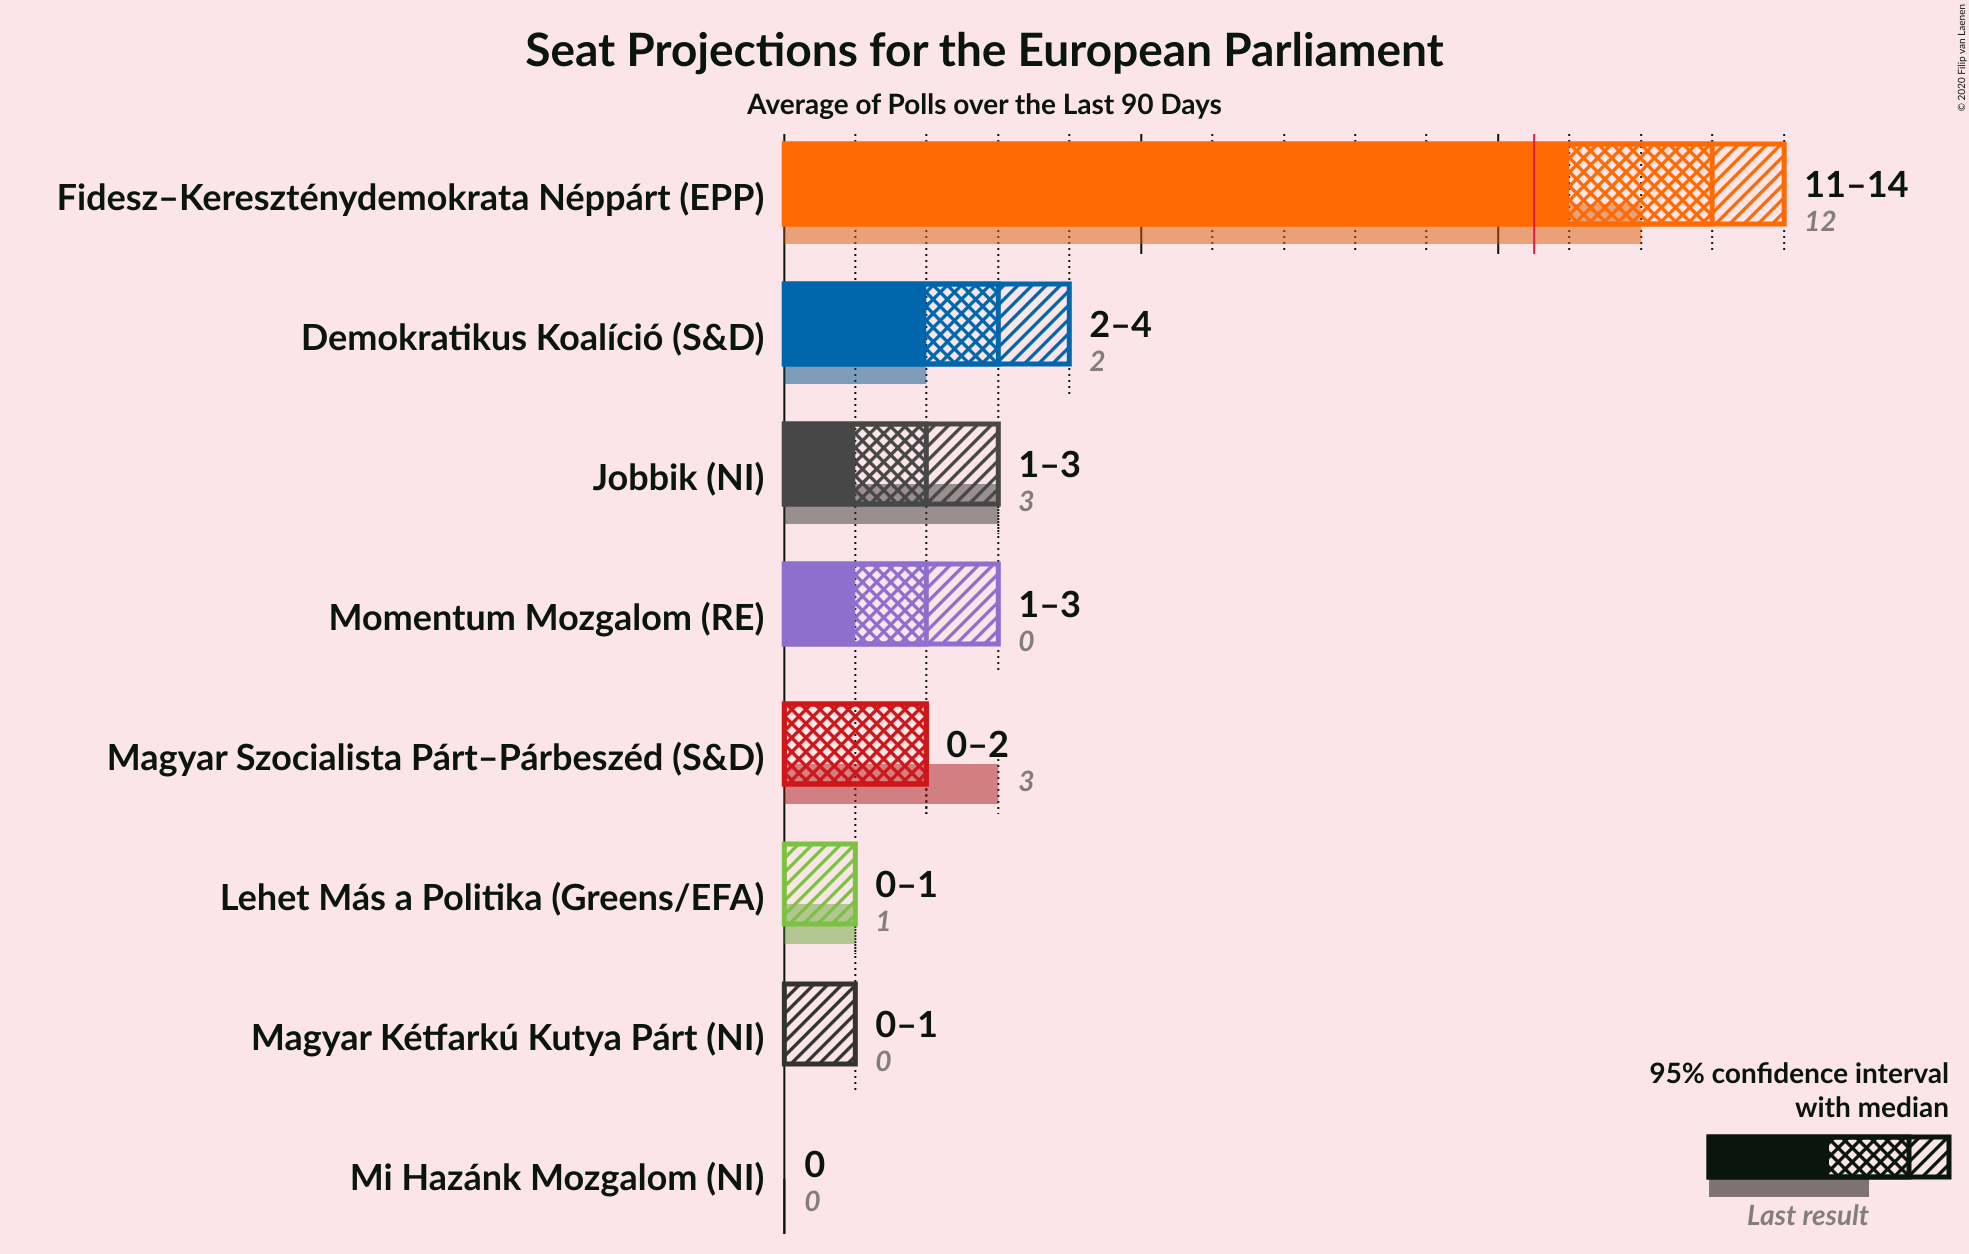 Seat Projections for the European Parliament
Average of Polls over the Last 90 Days
© 2020 Filip van Laenen
Fidesz–Kereszténydemokrata Néppárt (EPP)
11–14
12
Demokratikus Koalíció (S&D)
2–4
2
Jobbik (NI)
1–3
3
Momentum Mozgalom (RE)
1–3
0
Magyar Szocialista Párt–Párbeszéd (S&D)
0–2
3
Lehet Más a Politika (Greens/EFA)
0–1
1
Magyar Kétfarkú Kutya Párt (NI)
0–1
0
Mi Hazánk Mozgalom (NI)
0
0
95% confidence interval
with median
Last result